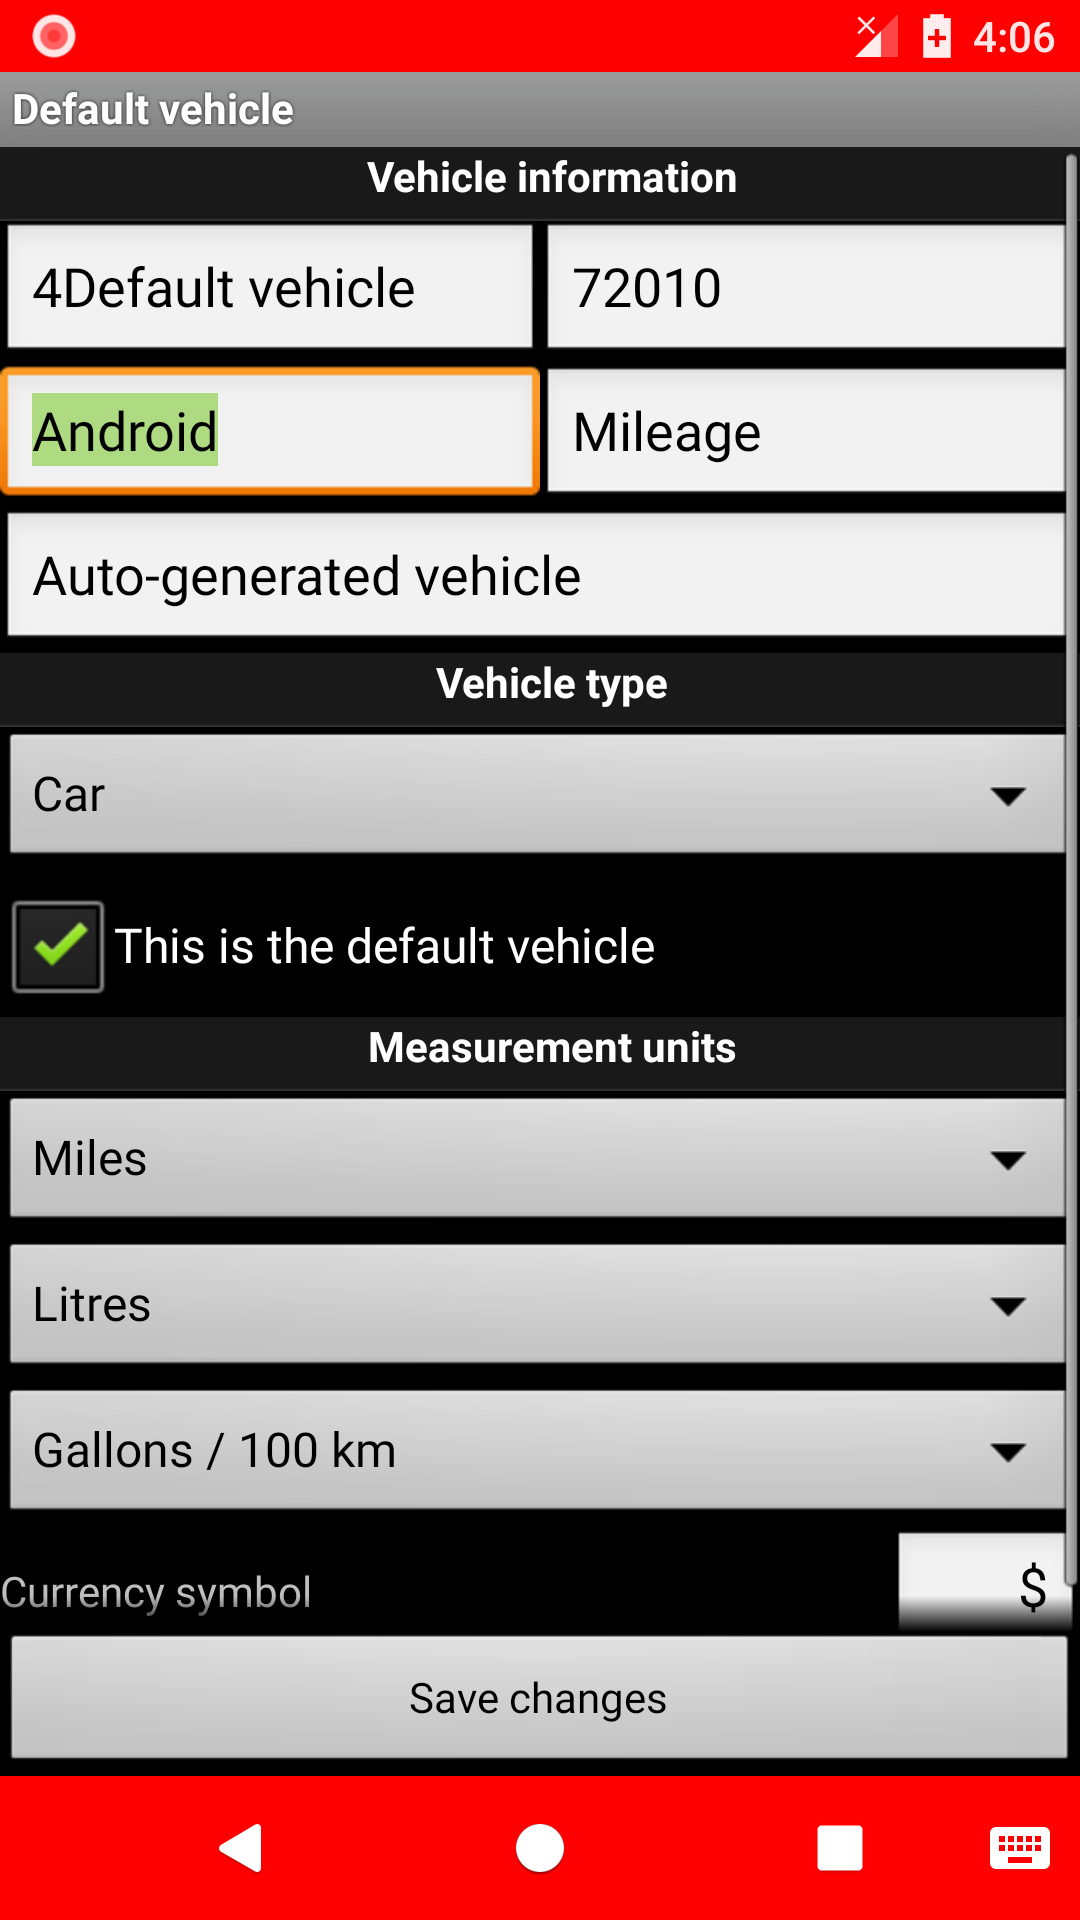 4:06
Default vehicle
Vehicle information
4Default vehicle 72010
Android Mileage
Auto-generated vehicle
Vehicle type
Car
This is the default vehicle
Measurement units
Miles
Litres
Gallons / 100 km
Currency symbol $
Save changes